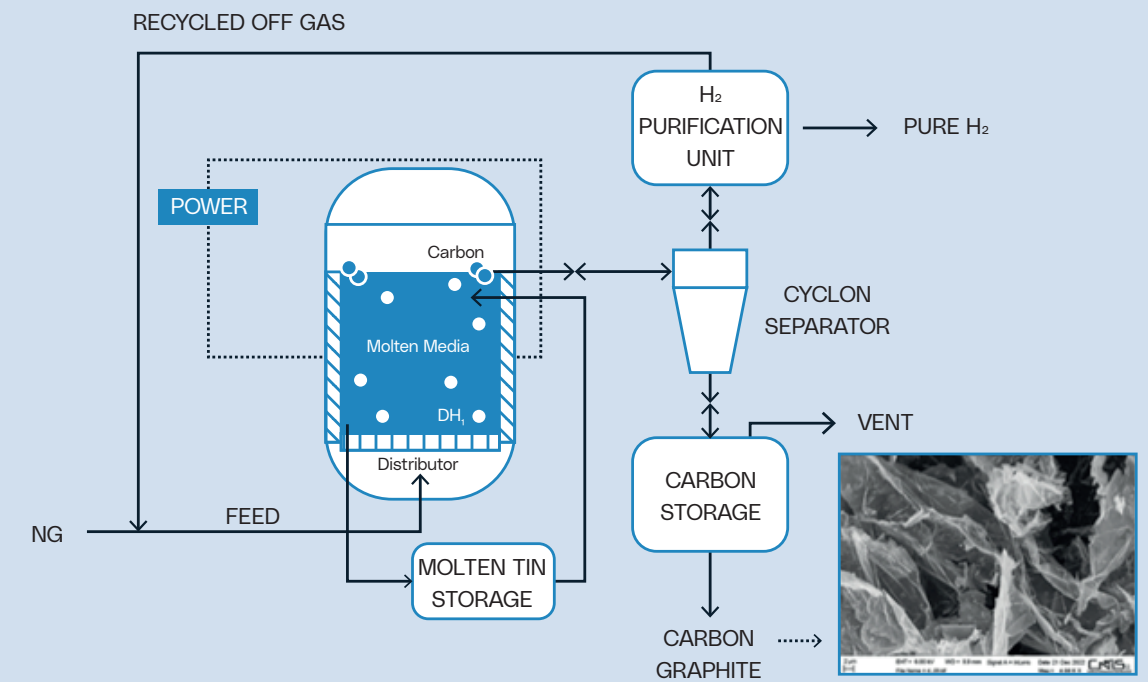 RECYCLED OFF GAS
H₂
PURIFICATION
UNIT
PURE H₂
POWER
Carbon
CYCLON
SEPARATOR
Molten Media
DH₁
VENT
Distributor
CARBON
STORAGE
FEED
NG
MOLTEN TIN
STORAGE
CARBON
GRAPHITE